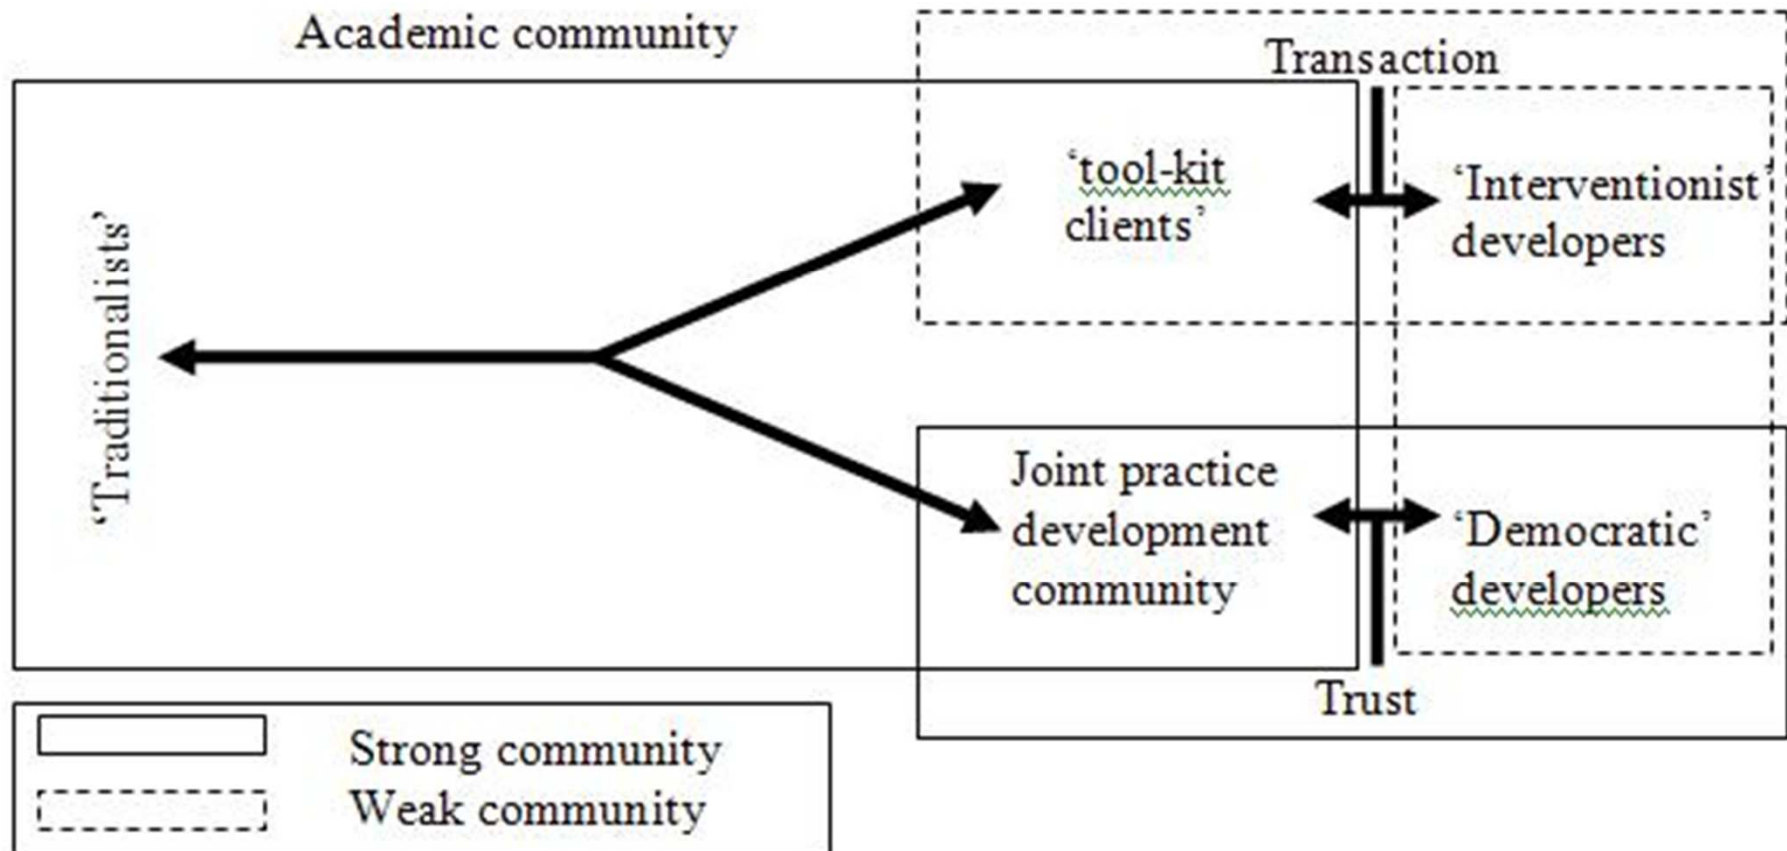 Academic community
Transaction
‘Traditionalists’
‘tool-kit
clients’
‘Interventionist’
developers
Joint practice
development
community
‘Democratic’
developers
Trust
Strong community
Weak community